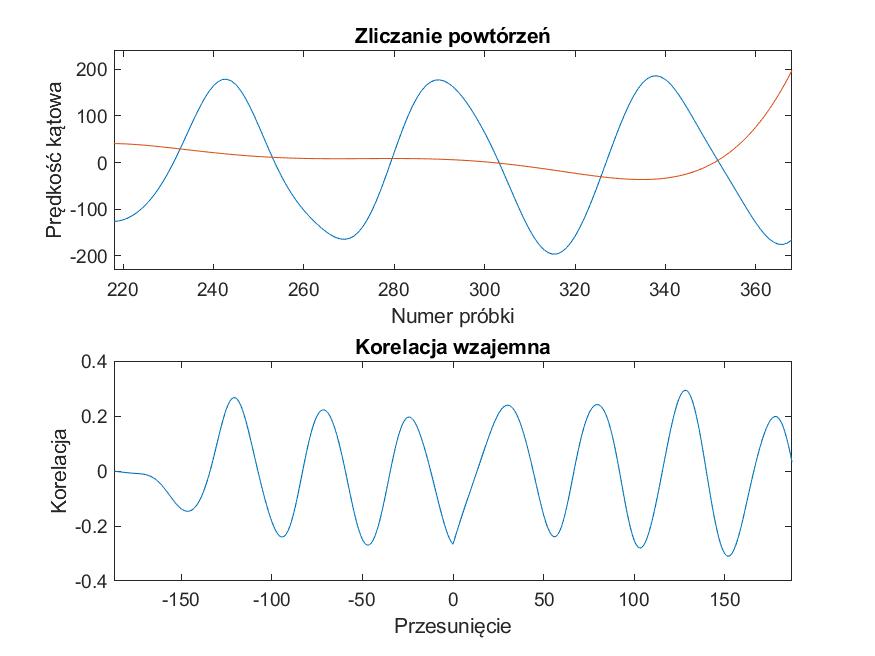 Zliczanie powtórzeń
200
100
0
-100
-200
Prędkość kątowa
220 240 260 280 300 320 340 360
Numer próbki
Korelacja wzajemna
0.4
0.2
0
-0.2
-0.4
Korelacja
-150 -100 -50 0 50 100 150
Przesunięcie